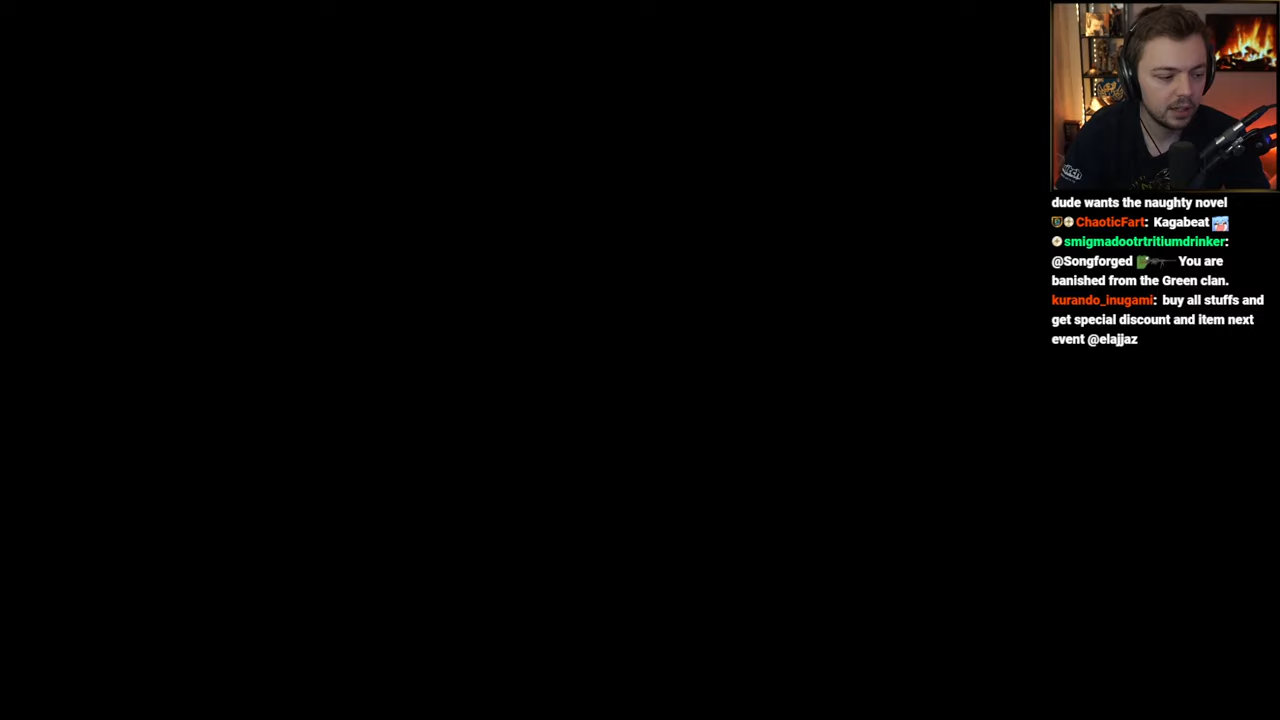 dude wants the naughty novel
ChaoticFart: Kagabeat
smigmadootrtritiumdrinker:
@Songforged You are
banished from the Green clan.
kurando_inugami: buy all stuffs and
get special discount and item next
event @elajjaz